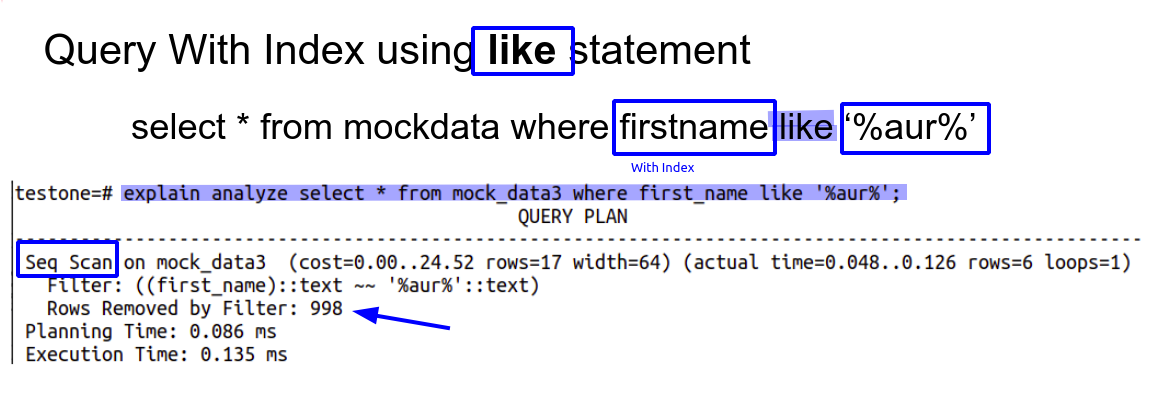 Query With Index using like statement
select * from mockdata where firstname like ‘%aur%’
With Index
testone=# explain analyze select * from mock_data3 where first_name like '%aur%';
QUERY PLAN
-------------------------------------------------------------------------------------------------------
Seq Scan on mock_data3  (cost=0.00..24.52 rows=17 width=64) (actual time=0.048..0.126 rows=6 loops=1)
  Filter: ((first_name)::text ~~ '%aur%'::text)
  Rows Removed by Filter: 998
Planning Time: 0.086 ms
Execution Time: 0.135 ms